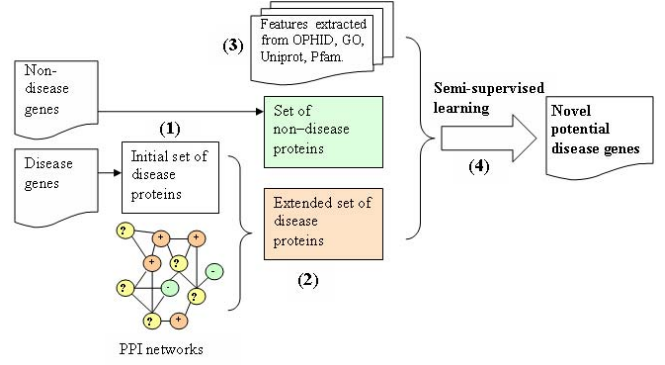 (3)
Features extracted
from OPHID, GO,
Uniprot, Pfam.
Non-
disease
genes
(1)
Set of
non-disease
proteins
Semi-supervised
learning
(4)
Novel
potential
disease genes
Disease
genes
Initial set of
disease
proteins
Extended set of
disease
proteins
(2)
?
+
+
+
?
-
?
-
?
?
+
PPI networks